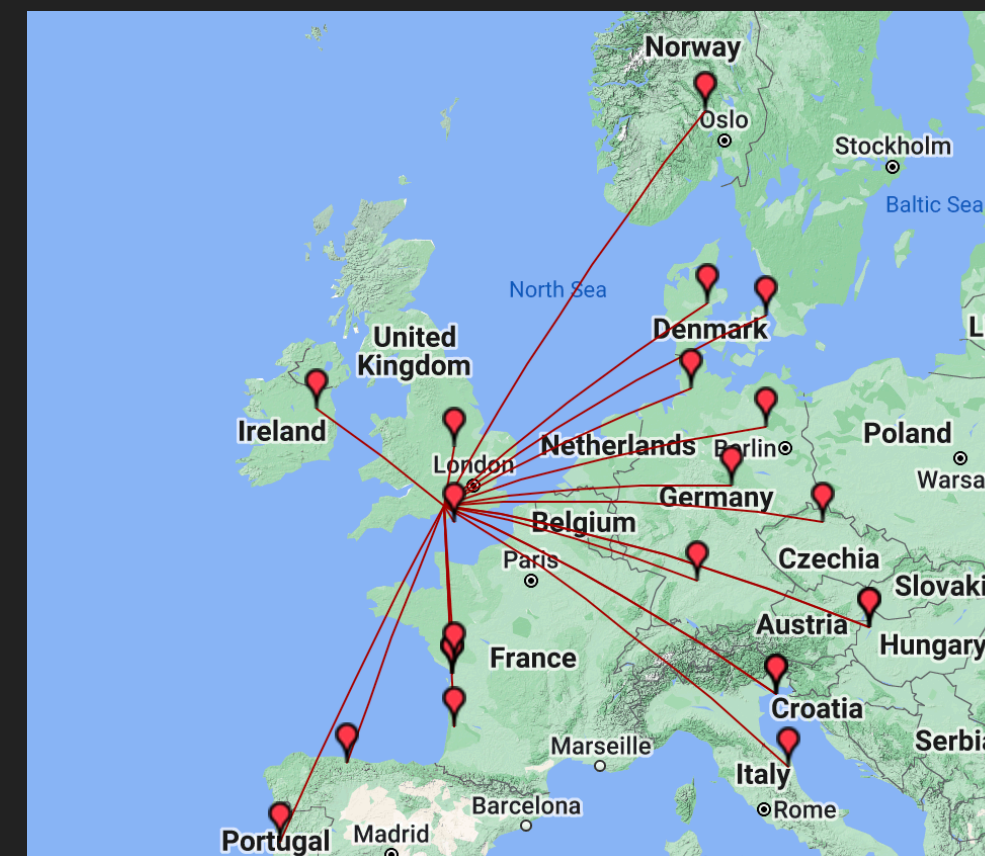 Norway
Oslo
Stockholm
Baltic Sea
North Sea
United
Kingdom
Denmark
L
Ireland
Netherlands
Berlin
Poland
London
Warsa
Germany
Belgium
Paris
Czechia
Slovaki
Austria
France
Hungary
Croatia
Serbia
Marseille
Italy
Barcelona
Rome
Portugal
Madrid